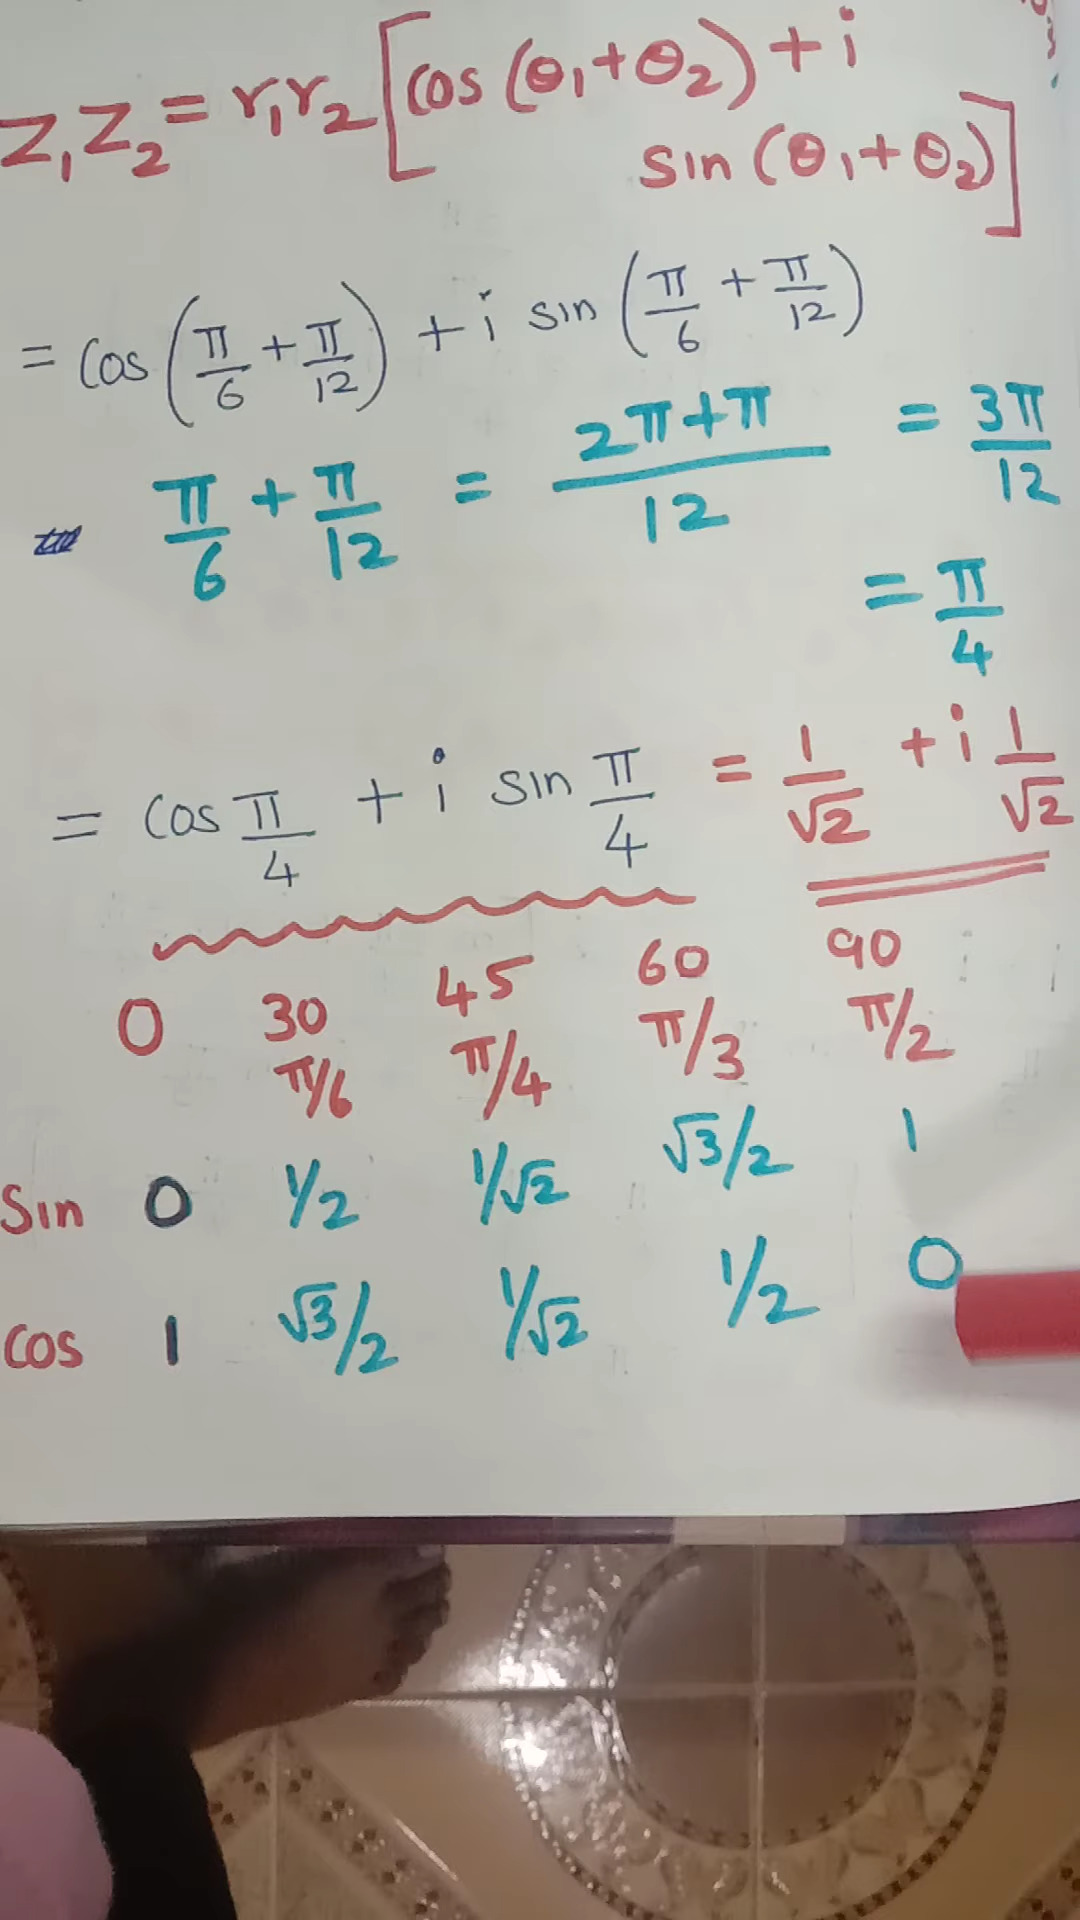 Z₁Z₂ = r₁r₂ [cos (θ₁+θ₂) + i
sin (θ₁+θ₂)]
= Cos (π/6 + π/12) + i sin (π/6 + π/12)
π/6 + π/12 = 2π+π/12 = 3π/12
= π/4
= Cos π/4 + i sin π/4 = 1/√2 + i 1/√2
0 30 45 60 90
π/6 π/4 π/3 π/2
Sin 0 1/2 1/√2 √3/2 1
Cos 1 √3/2 1/√2 1/2 0